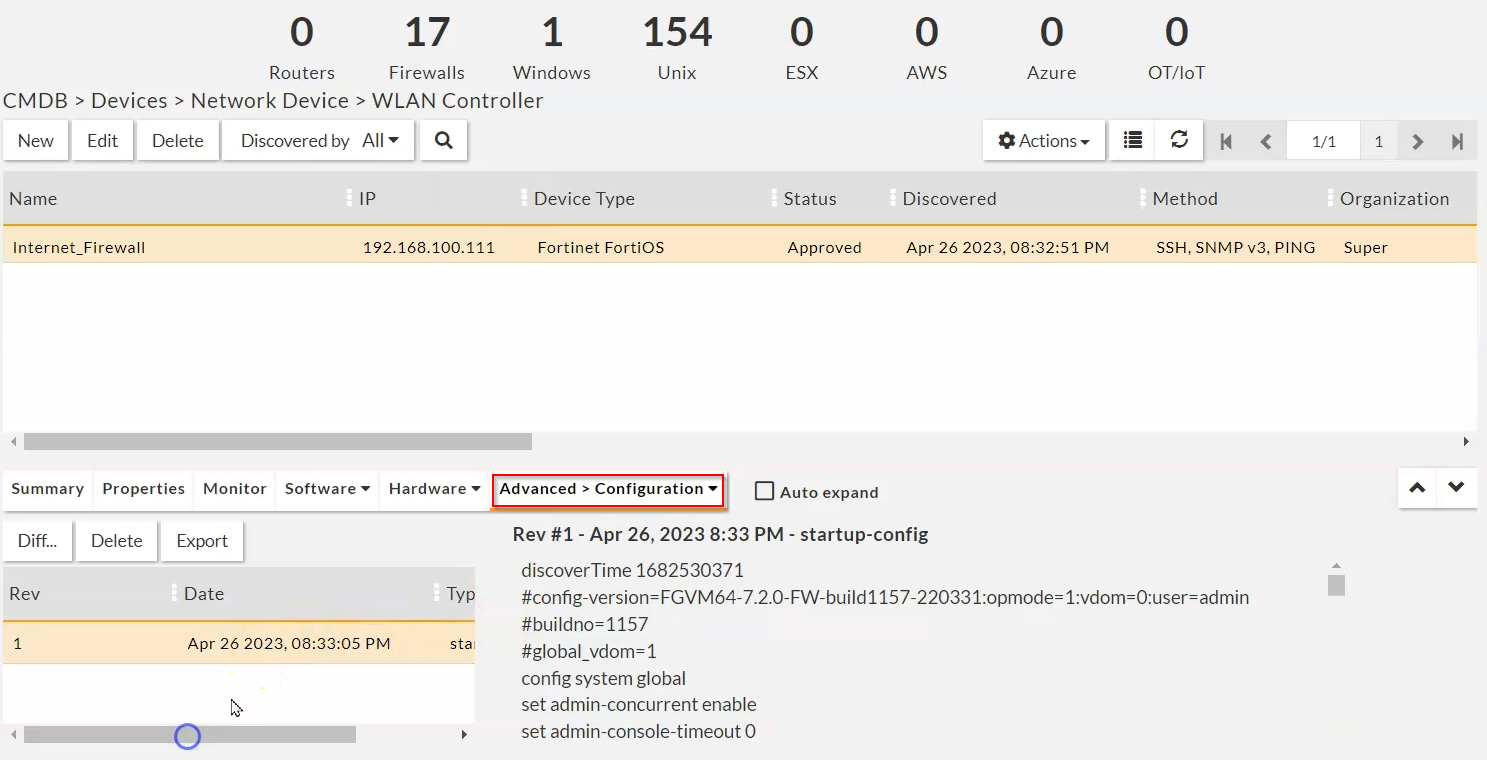 0 17 1 154 0 0 0 0
Routers Firewalls Windows Unix ESX AWS Azure OT/IoT
CMDB > Devices > Network Device > WLAN Controller
New Edit Delete Discovered by All Actions 1/1 1
Name IP Device Type Status Discovered Method Organization
Internet_Firewall 192.168.100.111 Fortinet FortiOS Approved Apr 26 2023, 08:32:51 PM SSH, SNMP v3, PING Super
Summary Properties Monitor Software Hardware Advanced > Configuration Auto expand
Diff... Delete Export
Rev Date Typ
1 Apr 26 2023, 08:33:05 PM sta
Rev #1 - Apr 26, 2023 8:33 PM - startup-config
discoverTime 1682530371
#config-version=FGVM64-7.2.0-FW-build1157-220331:opmode=1:vdom=0:user=admin
#buildno=1157
#global_vdom=1
config system global
set admin-concurrent enable
set admin-console-timeout 0